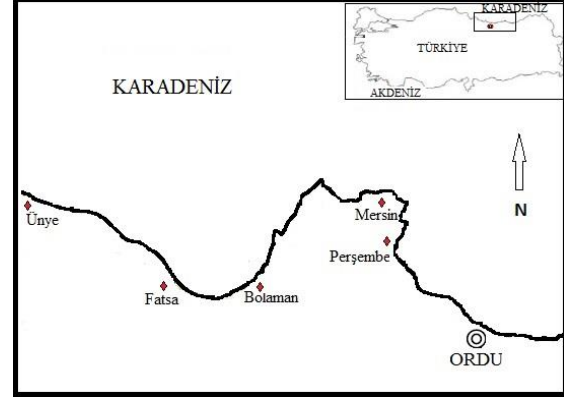 KARADENİZ
TÜRKİYE
AKDENİZ
KARADENİZ
N
Ünye
Mersin
Perşembe
Fatsa
Bolaman
ORDU